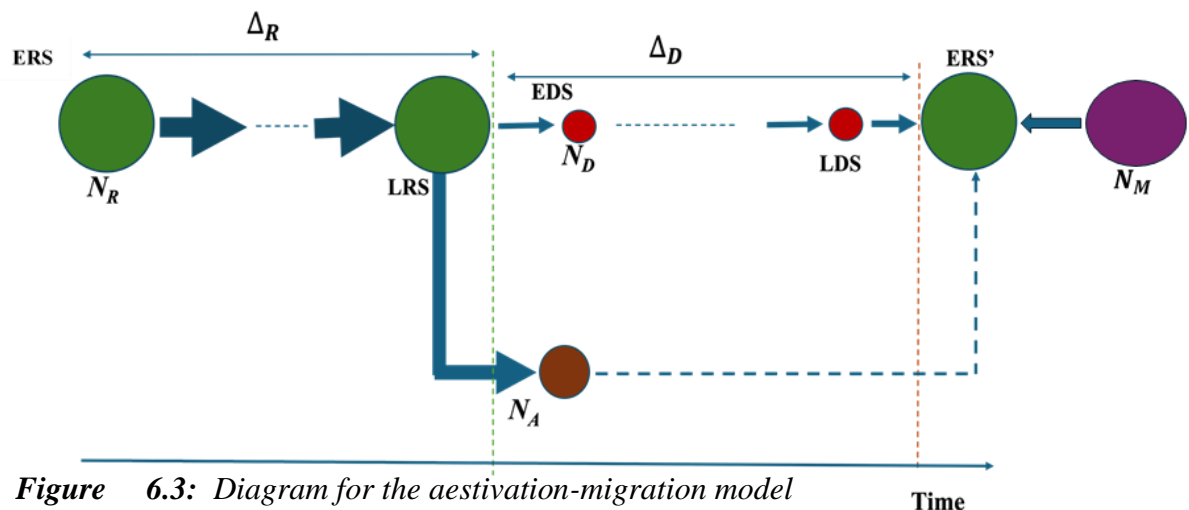 Δ_R
ERS
Δ_D
ERS'
EDS
N_R
LRS
N_D
LDS
N_M
N_A
Figure 6.3: Diagram for the aestivation-migration model
Time